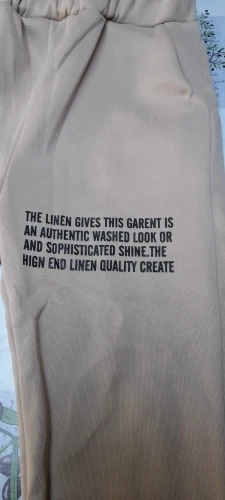 THE LINEN GIVES THIS GARENT IS
AN AUTHENTIC WASHED LOOK OR
AND SOPHISTICATED SHINE.THE
HIGN END LINEN QUALITY CREATE